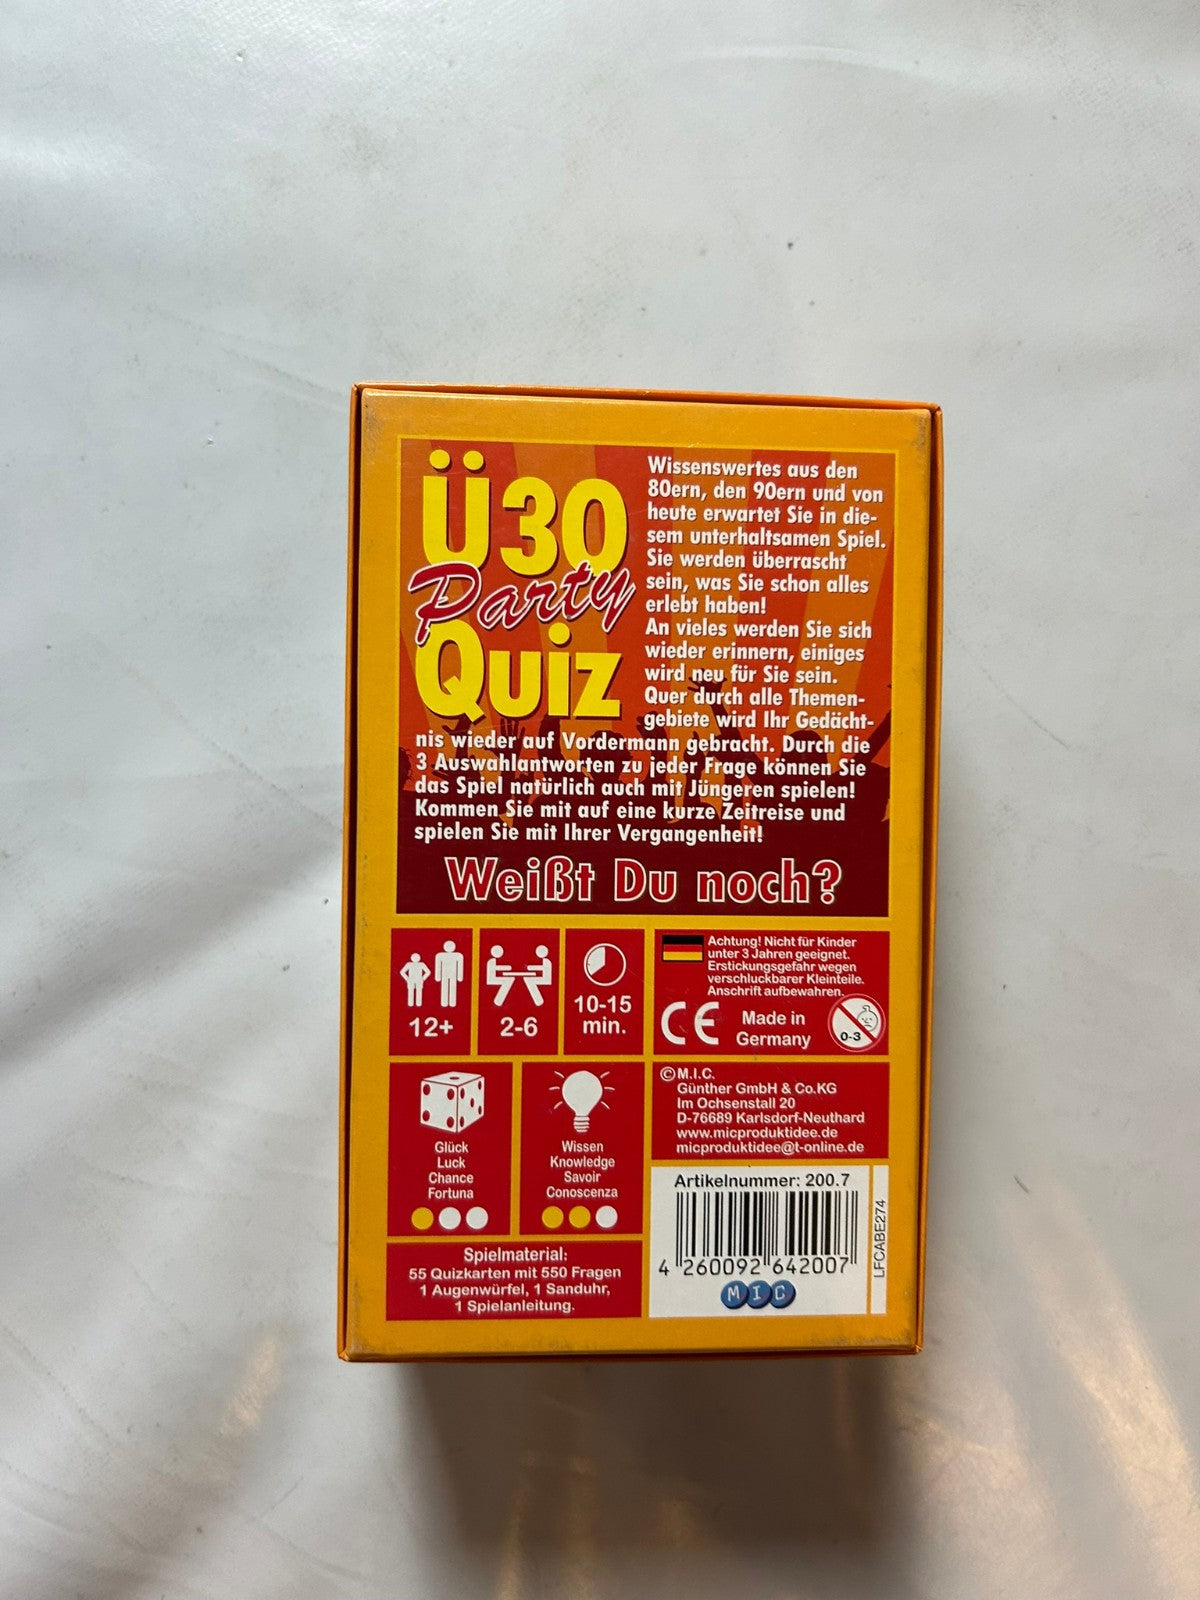 Ü30
Party
Quiz
Wissenswertes aus den
80ern, den 90ern und von
heute erwartet Sie in die-
sem unterhaltsamen Spiel.
Sie werden überrascht
sein, was Sie schon alles
erlebt haben!
An vieles werden Sie sich
wieder erinnern, einiges
wird neu für Sie sein.
Quer durch alle Themen-
gebiete wird Ihr Gedächt-
nis wieder auf Vordermann gebracht. Durch die
3 Auswahlantworten zu jeder Frage können Sie
das Spiel natürlich auch mit Jüngeren spielen!
Kommen Sie mit auf eine kurze Zeitreise und
spielen Sie mit Ihrer Vergangenheit!
Weißt Du noch?
12+
2-6
10-15
min.
Achtung! Nicht für Kinder
unter 3 Jahren geeignet.
Erstickungsgefahr wegen
verschluckbarer Kleinteile.
Anschrift aufbewahren.
CE
Made in
Germany
0-3
Glück
Luck
Chance
Fortuna
Wissen
Knowledge
Savoir
Conoscenza
©M.I.C.
Günther GmbH & Co.KG
Im Ochsenstall 20
D-76689 Karlsdorf-Neuthard
www.micproduktidee.de
micproduktidee@t-online.de
Spielmaterial:
55 Quizkarten mit 550 Fragen
1 Augenwürfel, 1 Sanduhr,
1 Spielanleitung.
Artikelnummer: 200.7
4 260092 642007
MIC
LFCABE274